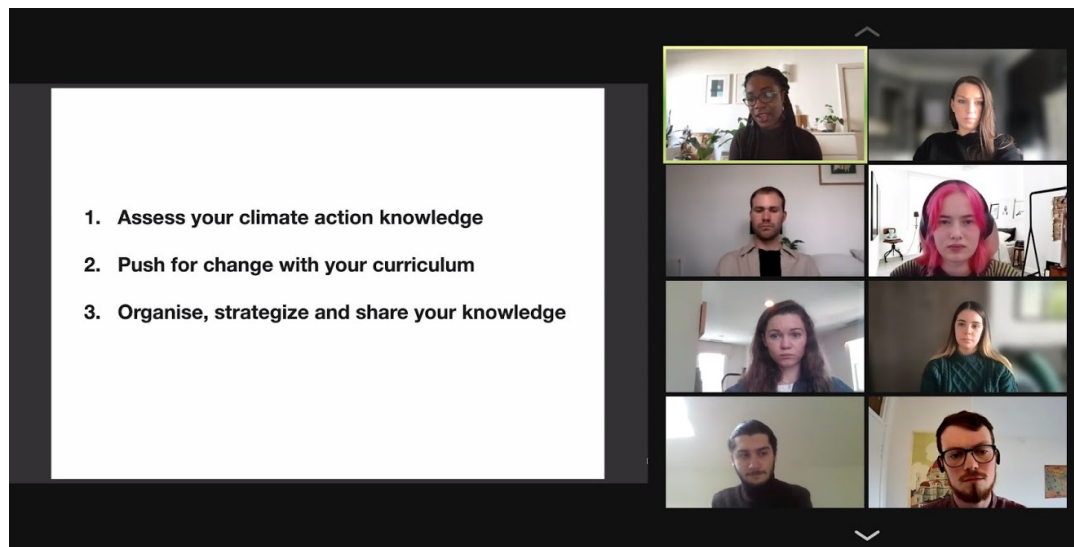 1. Assess your climate action knowledge
2. Push for change with your curriculum
3. Organise, strategize and share your knowledge